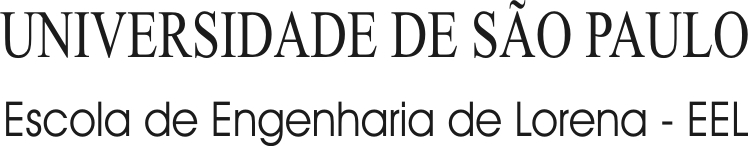 UNIVERSIDADE DE SÃO PAULO
Escola de Engenharia de Lorena - EEL